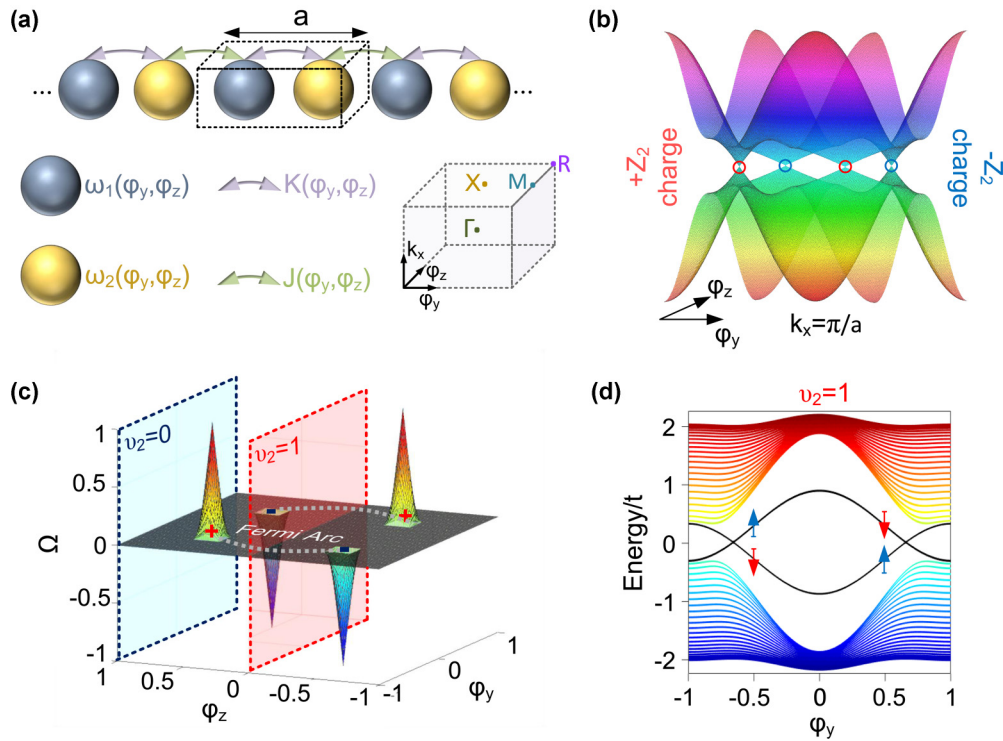 (a)
a
...
...
ω₁(φy,φz)
K(φy,φz)
ω₂(φy,φz)
J(φy,φz)
R
X
M
Γ
kₓ
φz
φy
(b)
+Z₂
charge
-Z₂
charge
φz
φy
kₓ=π/a
(c)
υ₂=0
υ₂=1
Fermi Arc
Ω
1
0.5
0
-0.5
-1
1
0.5
0
-0.5
-1
φz
-1
0
1
φy
(d)
υ₂=1
Energy/t
2
1
0
-1
-2
-1
-0.5
0
0.5
1
φy